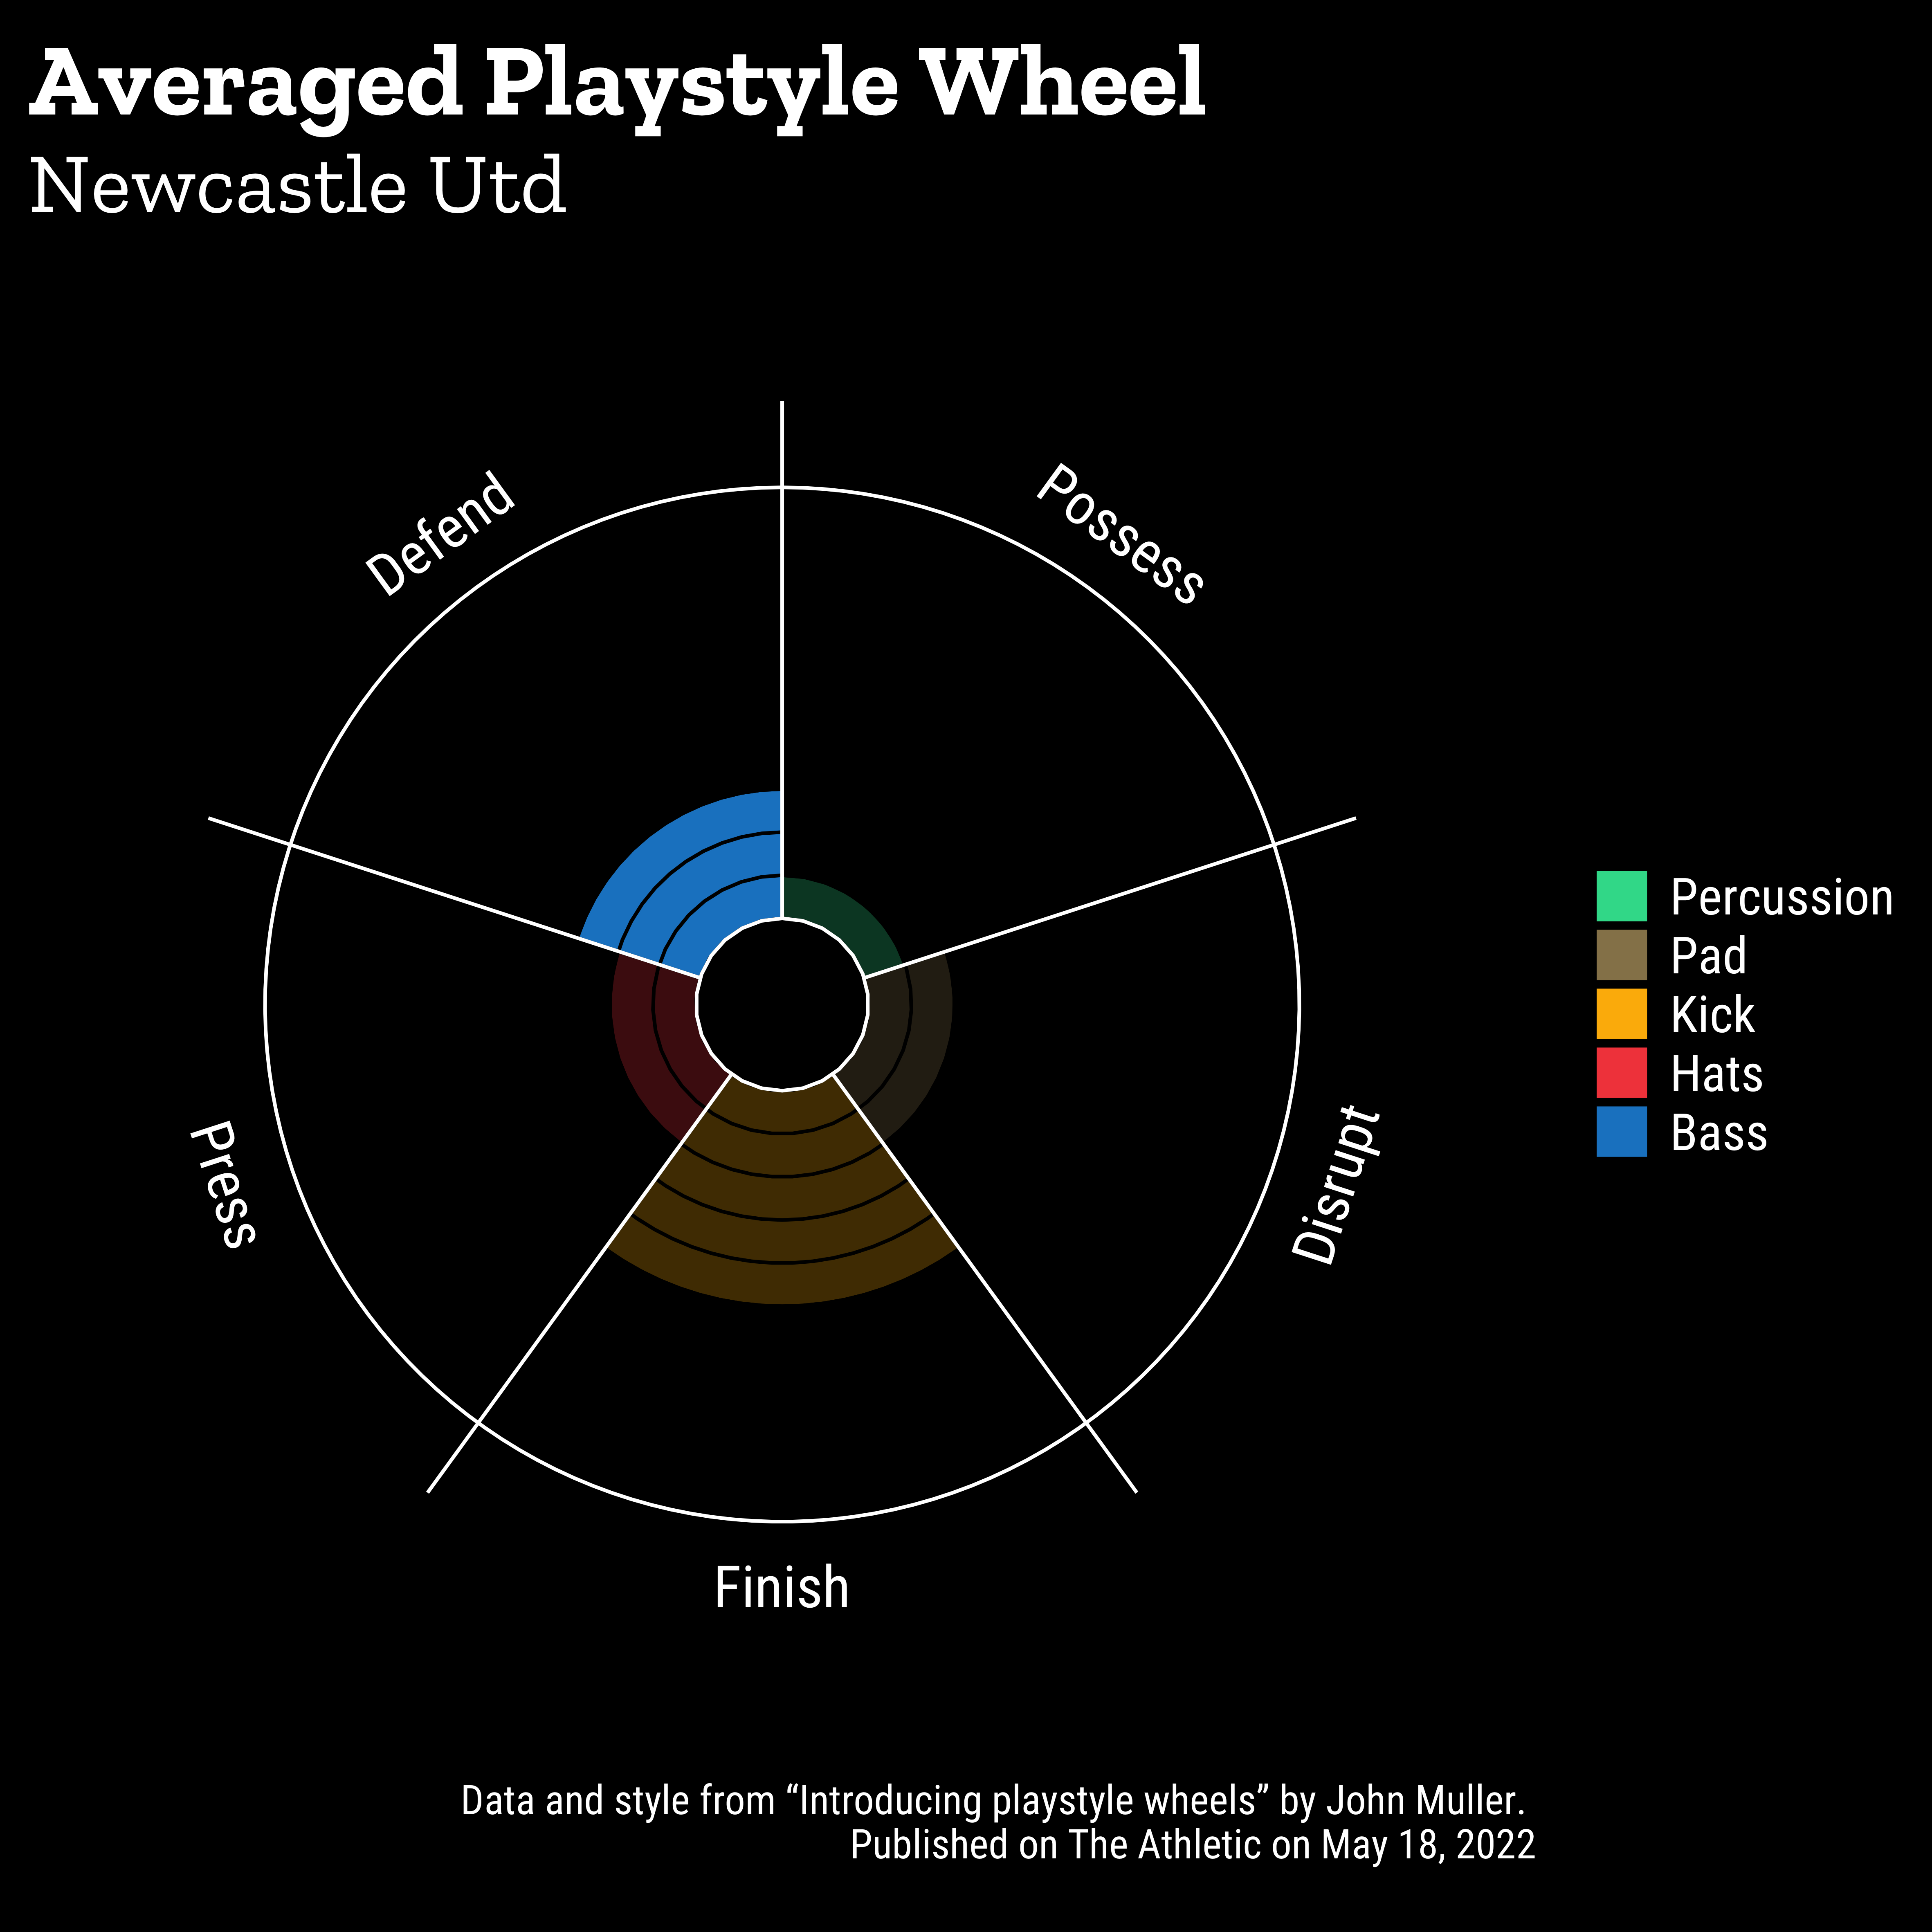 Averaged Playstyle Wheel
Newcastle Utd
Defend
Possess
Press
Disrupt
Finish
Percussion
Pad
Kick
Hats
Bass
Data and style from “Introducing playstyle wheels” by John Muller.
Published on The Athletic on May 18, 2022